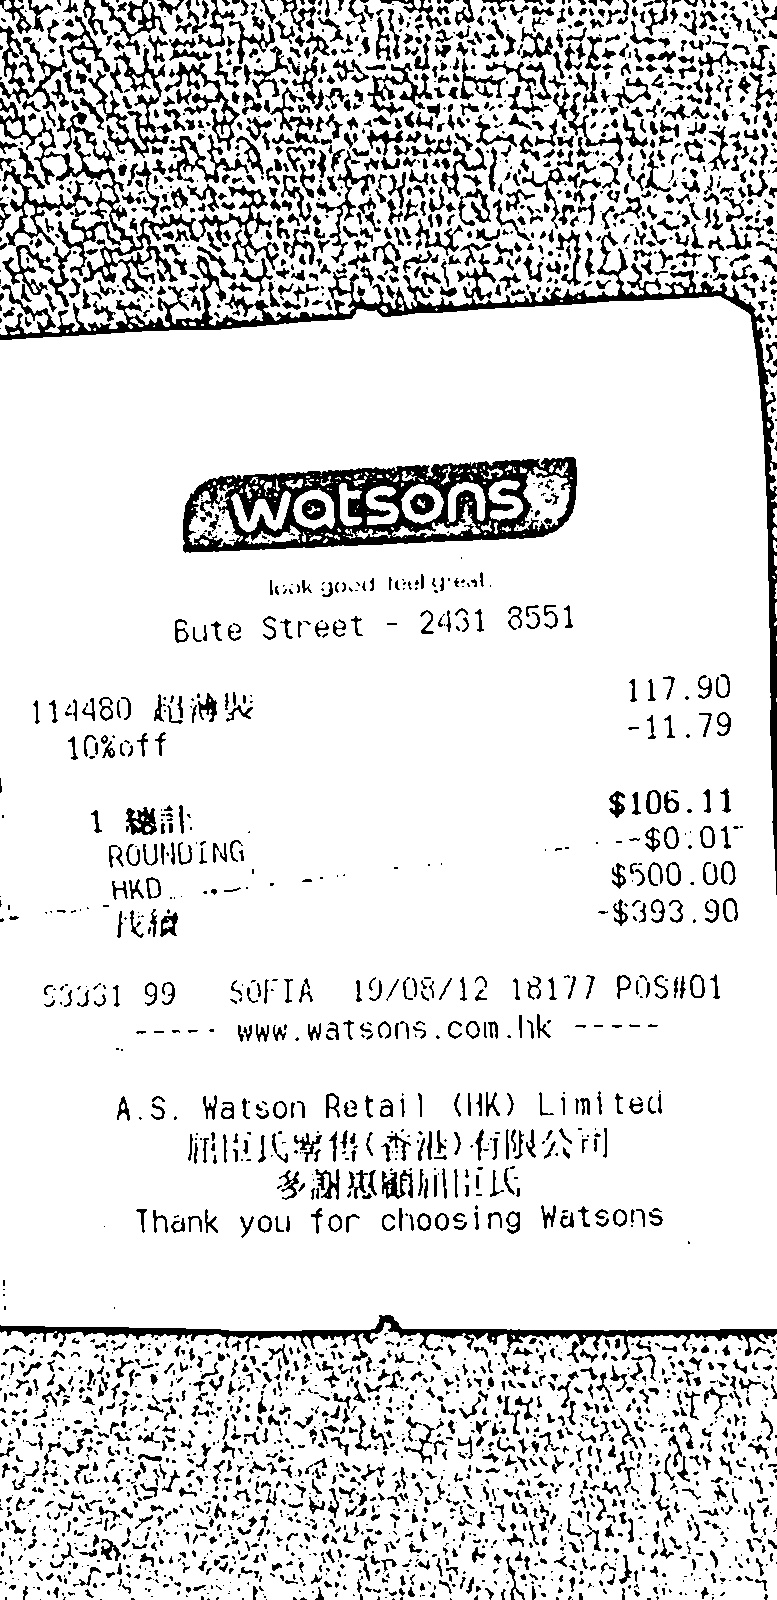 watsons
look good. feel great.
Bute Street - 2431 8551
114480 超薄裝 117.90
10%off -11.79
1 總計 $106.11
ROUNDING -$0.01
HKD $500.00
找續 -$393.90
99 SOFIA 19/08/12 18177 POS#01
----- www.watsons.com.hk -----
A.S. Watson Retail (HK) Limited
屈臣氏零售(香港)有限公司
多謝惠顧屈臣氏
Thank you for choosing Watsons